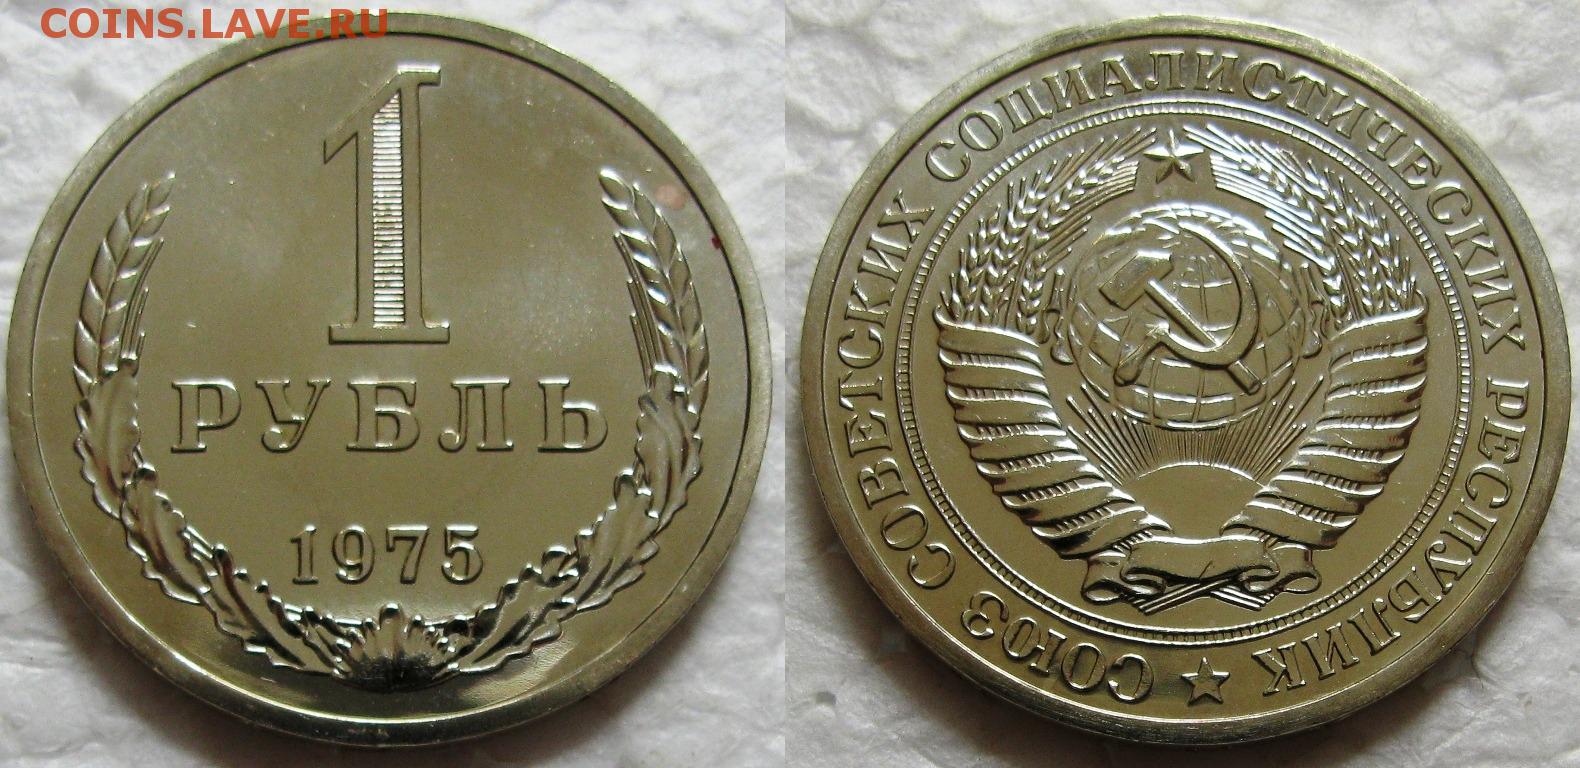 COINS.LAVE.RU
1
РУБЛЬ
1975
СОЮЗ СОВЕТСКИХ СОЦИАЛИСТИЧЕСКИХ РЕСПУБЛИК